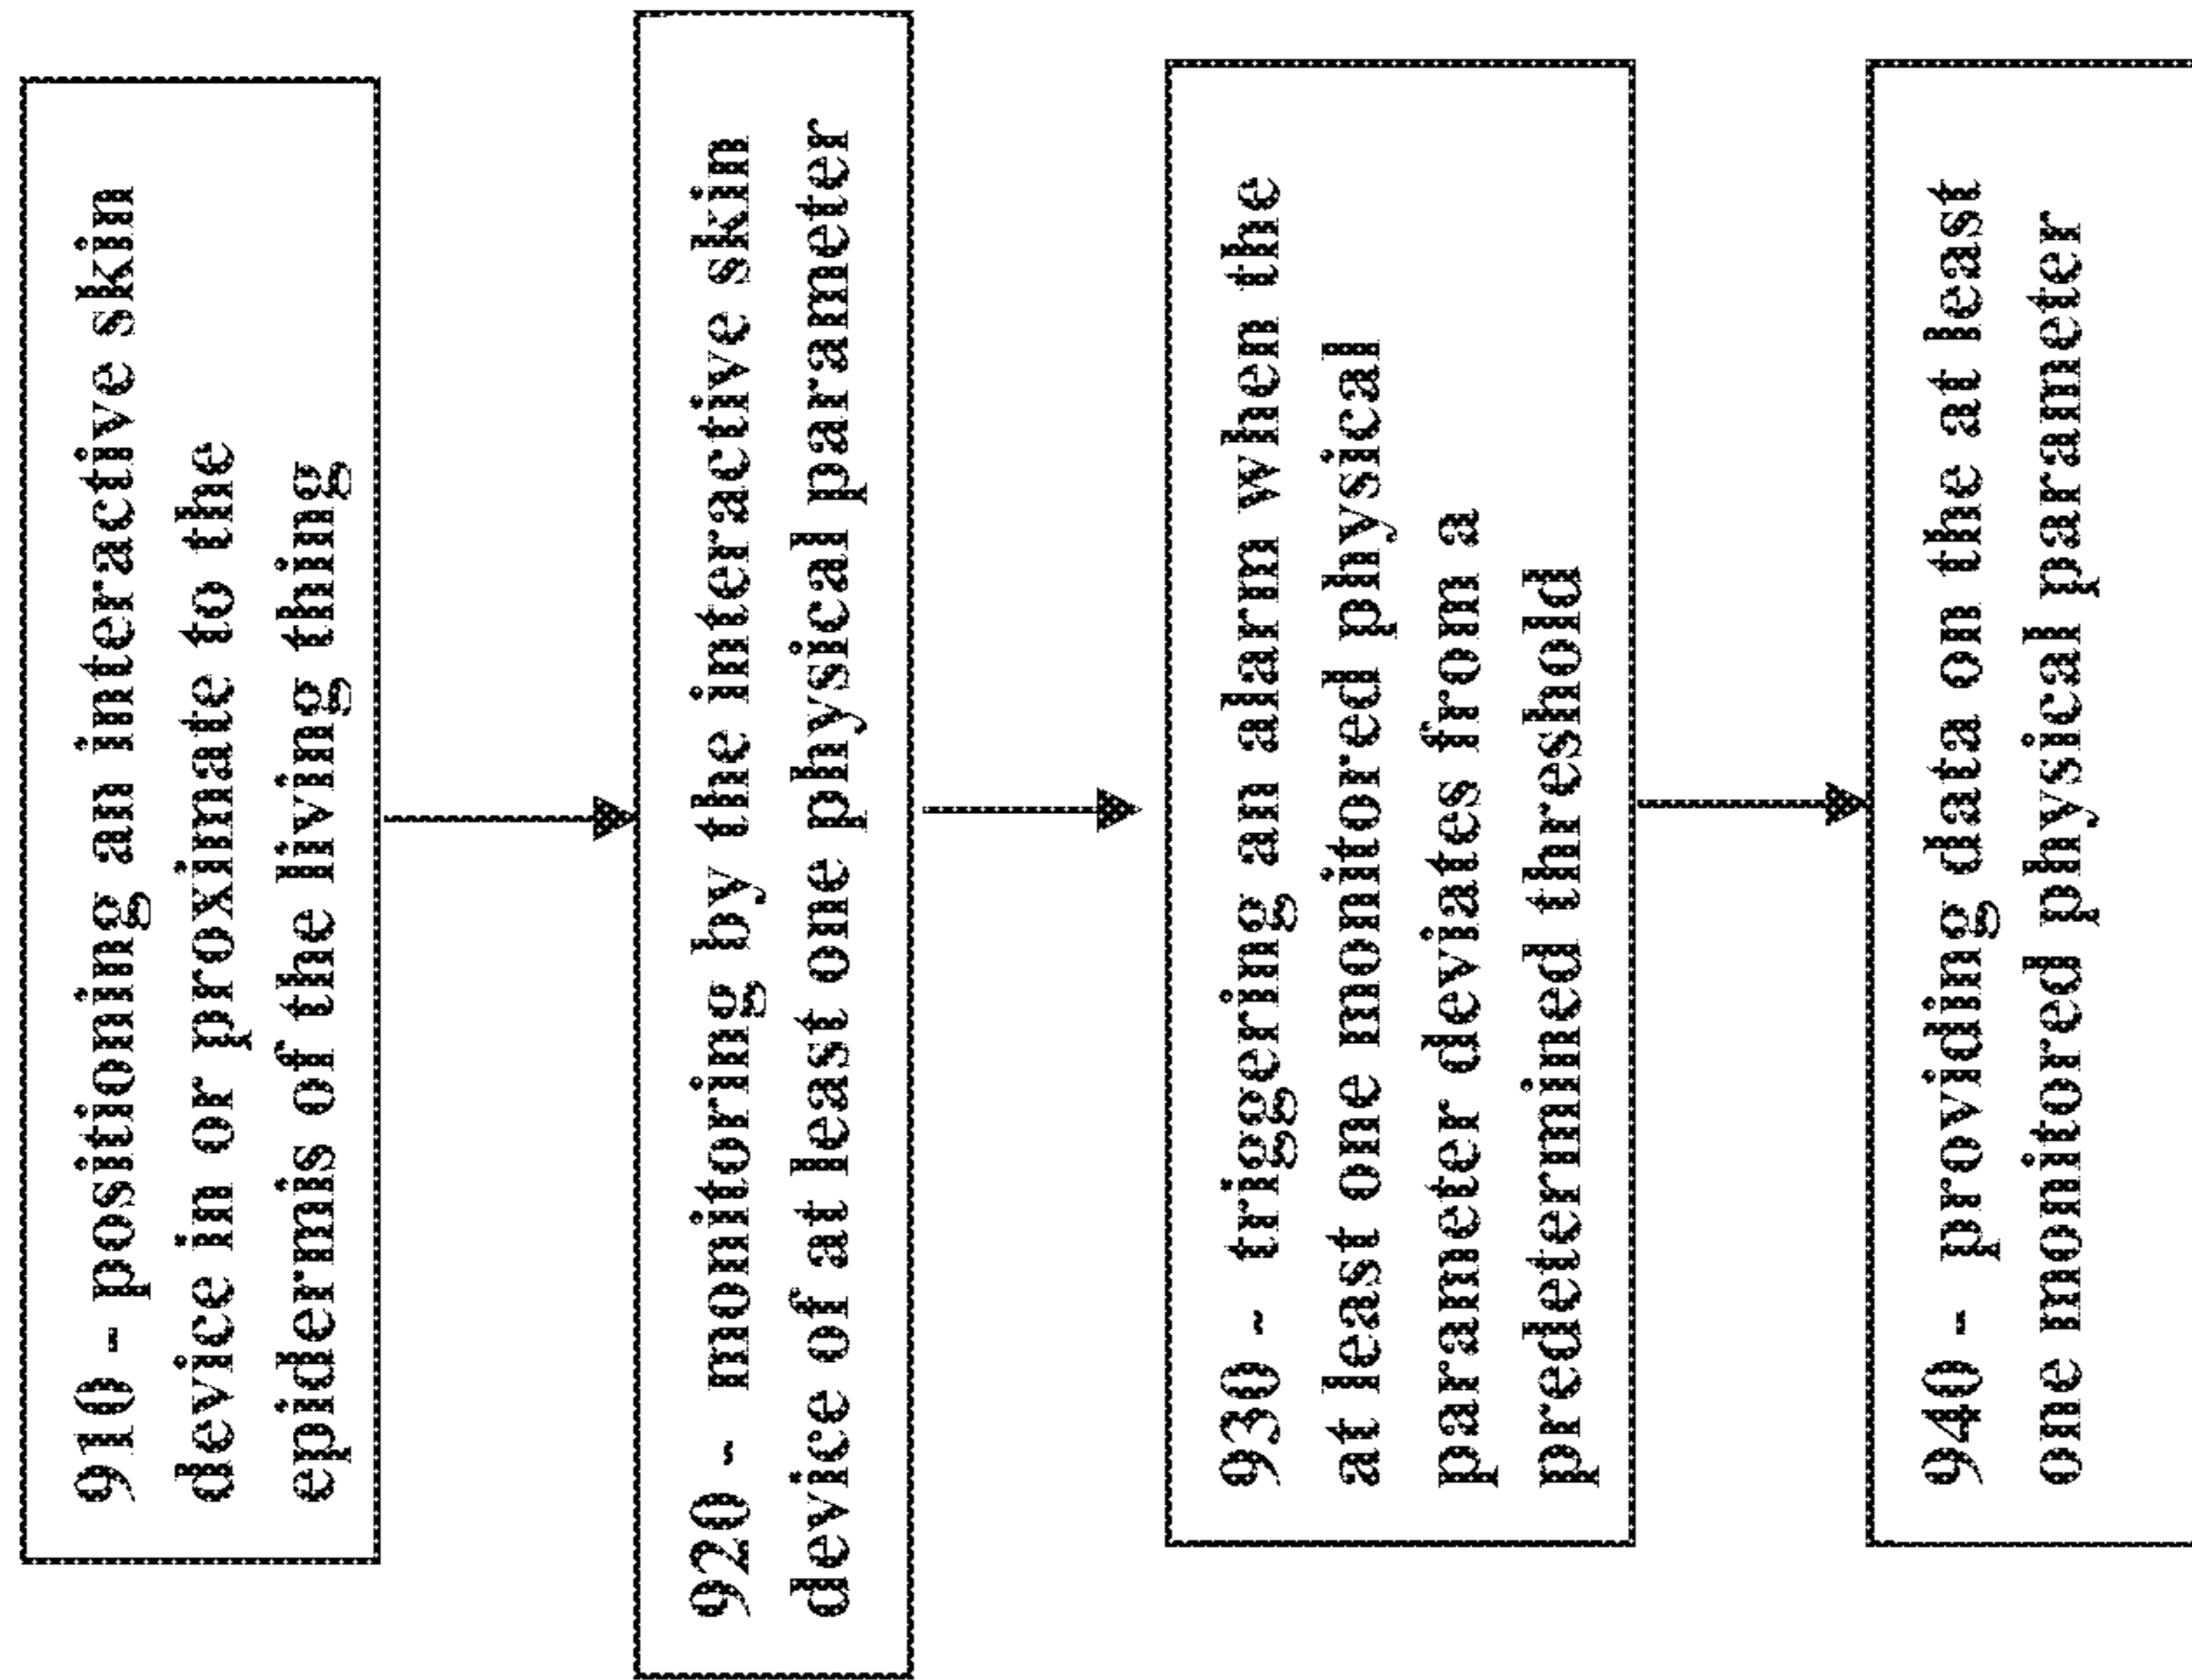 910 - positioning an interactive skin
device in or proximate to the
epidermis of the living thing
920 - monitoring by the interactive skin
device of at least one physical parameter
930 - triggering an alarm when the
at least one monitored physical
parameter deviates from a
predetermined threshold
940 - providing data on the at least
one monitored physical parameter